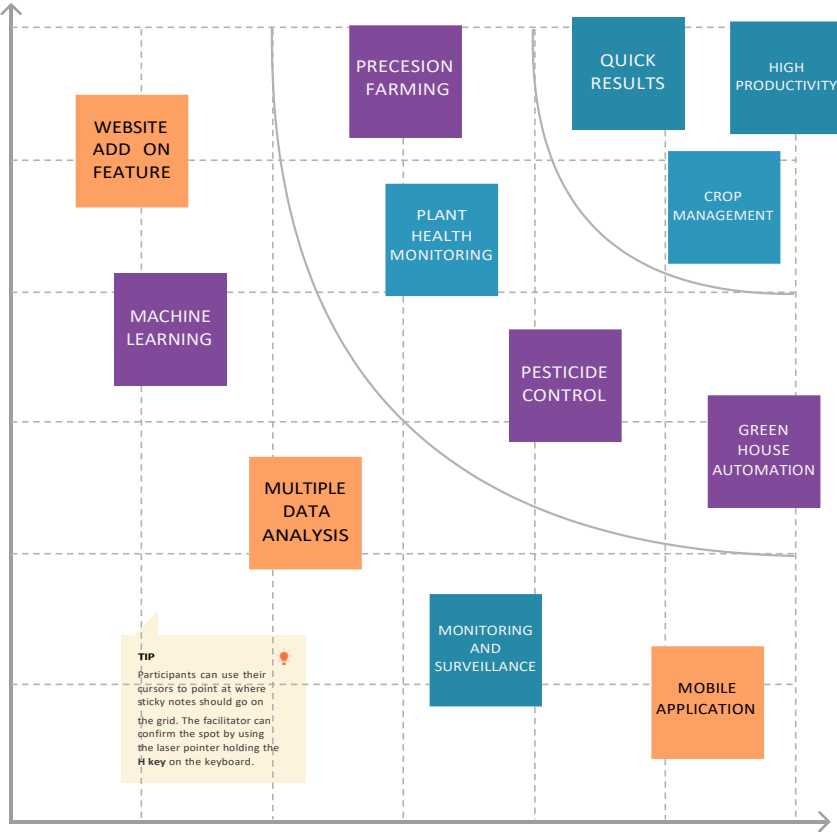 PRECESION
FARMING
QUICK
RESULTS
HIGH
PRODUCTIVITY
WEBSITE
ADD ON
FEATURE
PLANT
HEALTH
MONITORING
CROP
MANAGEMENT
MACHINE
LEARNING
PESTICIDE
CONTROL
GREEN
HOUSE
AUTOMATION
MULTIPLE
DATA
ANALYSIS
MONITORING
AND
SURVEILLANCE
MOBILE
APPLICATION
TIP
Participants can use their
cursors to point at where
sticky notes should go on
the grid. The facilitator can
confirm the spot by using
the laser pointer holding the
H key on the keyboard.